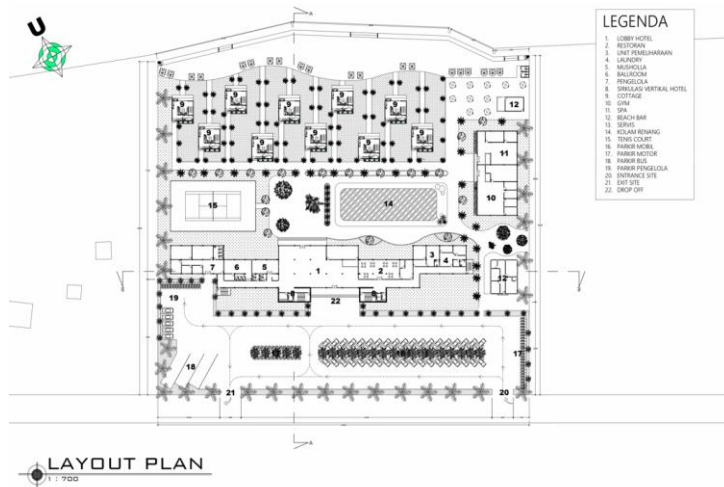 U
A
LEGENDA
1. LOBBY HOTEL
2. RESTORAN
3. UNIT PEMELIHARAAN
4. LAUNDRY
5. MUSHOLLA
6. BALLROOM
7. PENGELOLA
8. SIRKULASI VERTIKAL HOTEL
9. COTTAGE
10. GYM
11. SPA
12. BEACH BAR
13. SERVIS
14. KOLAM RENANG
15. TENIS COURT
16. PARKIR MOBIL
17. PARKIR MOTOR
18. PARKIR BUS
19. PARKIR PENGELOLA
20. ENTRANCE SITE
21. EXIT SITE
22. DROP OFF
9 9 9 9 9
9 9 9 9 9
12
11
10
15
14
7 6 5 1 2 3 4
12
19
22
18
17
21
20
A
LAYOUT PLAN
1 : 700